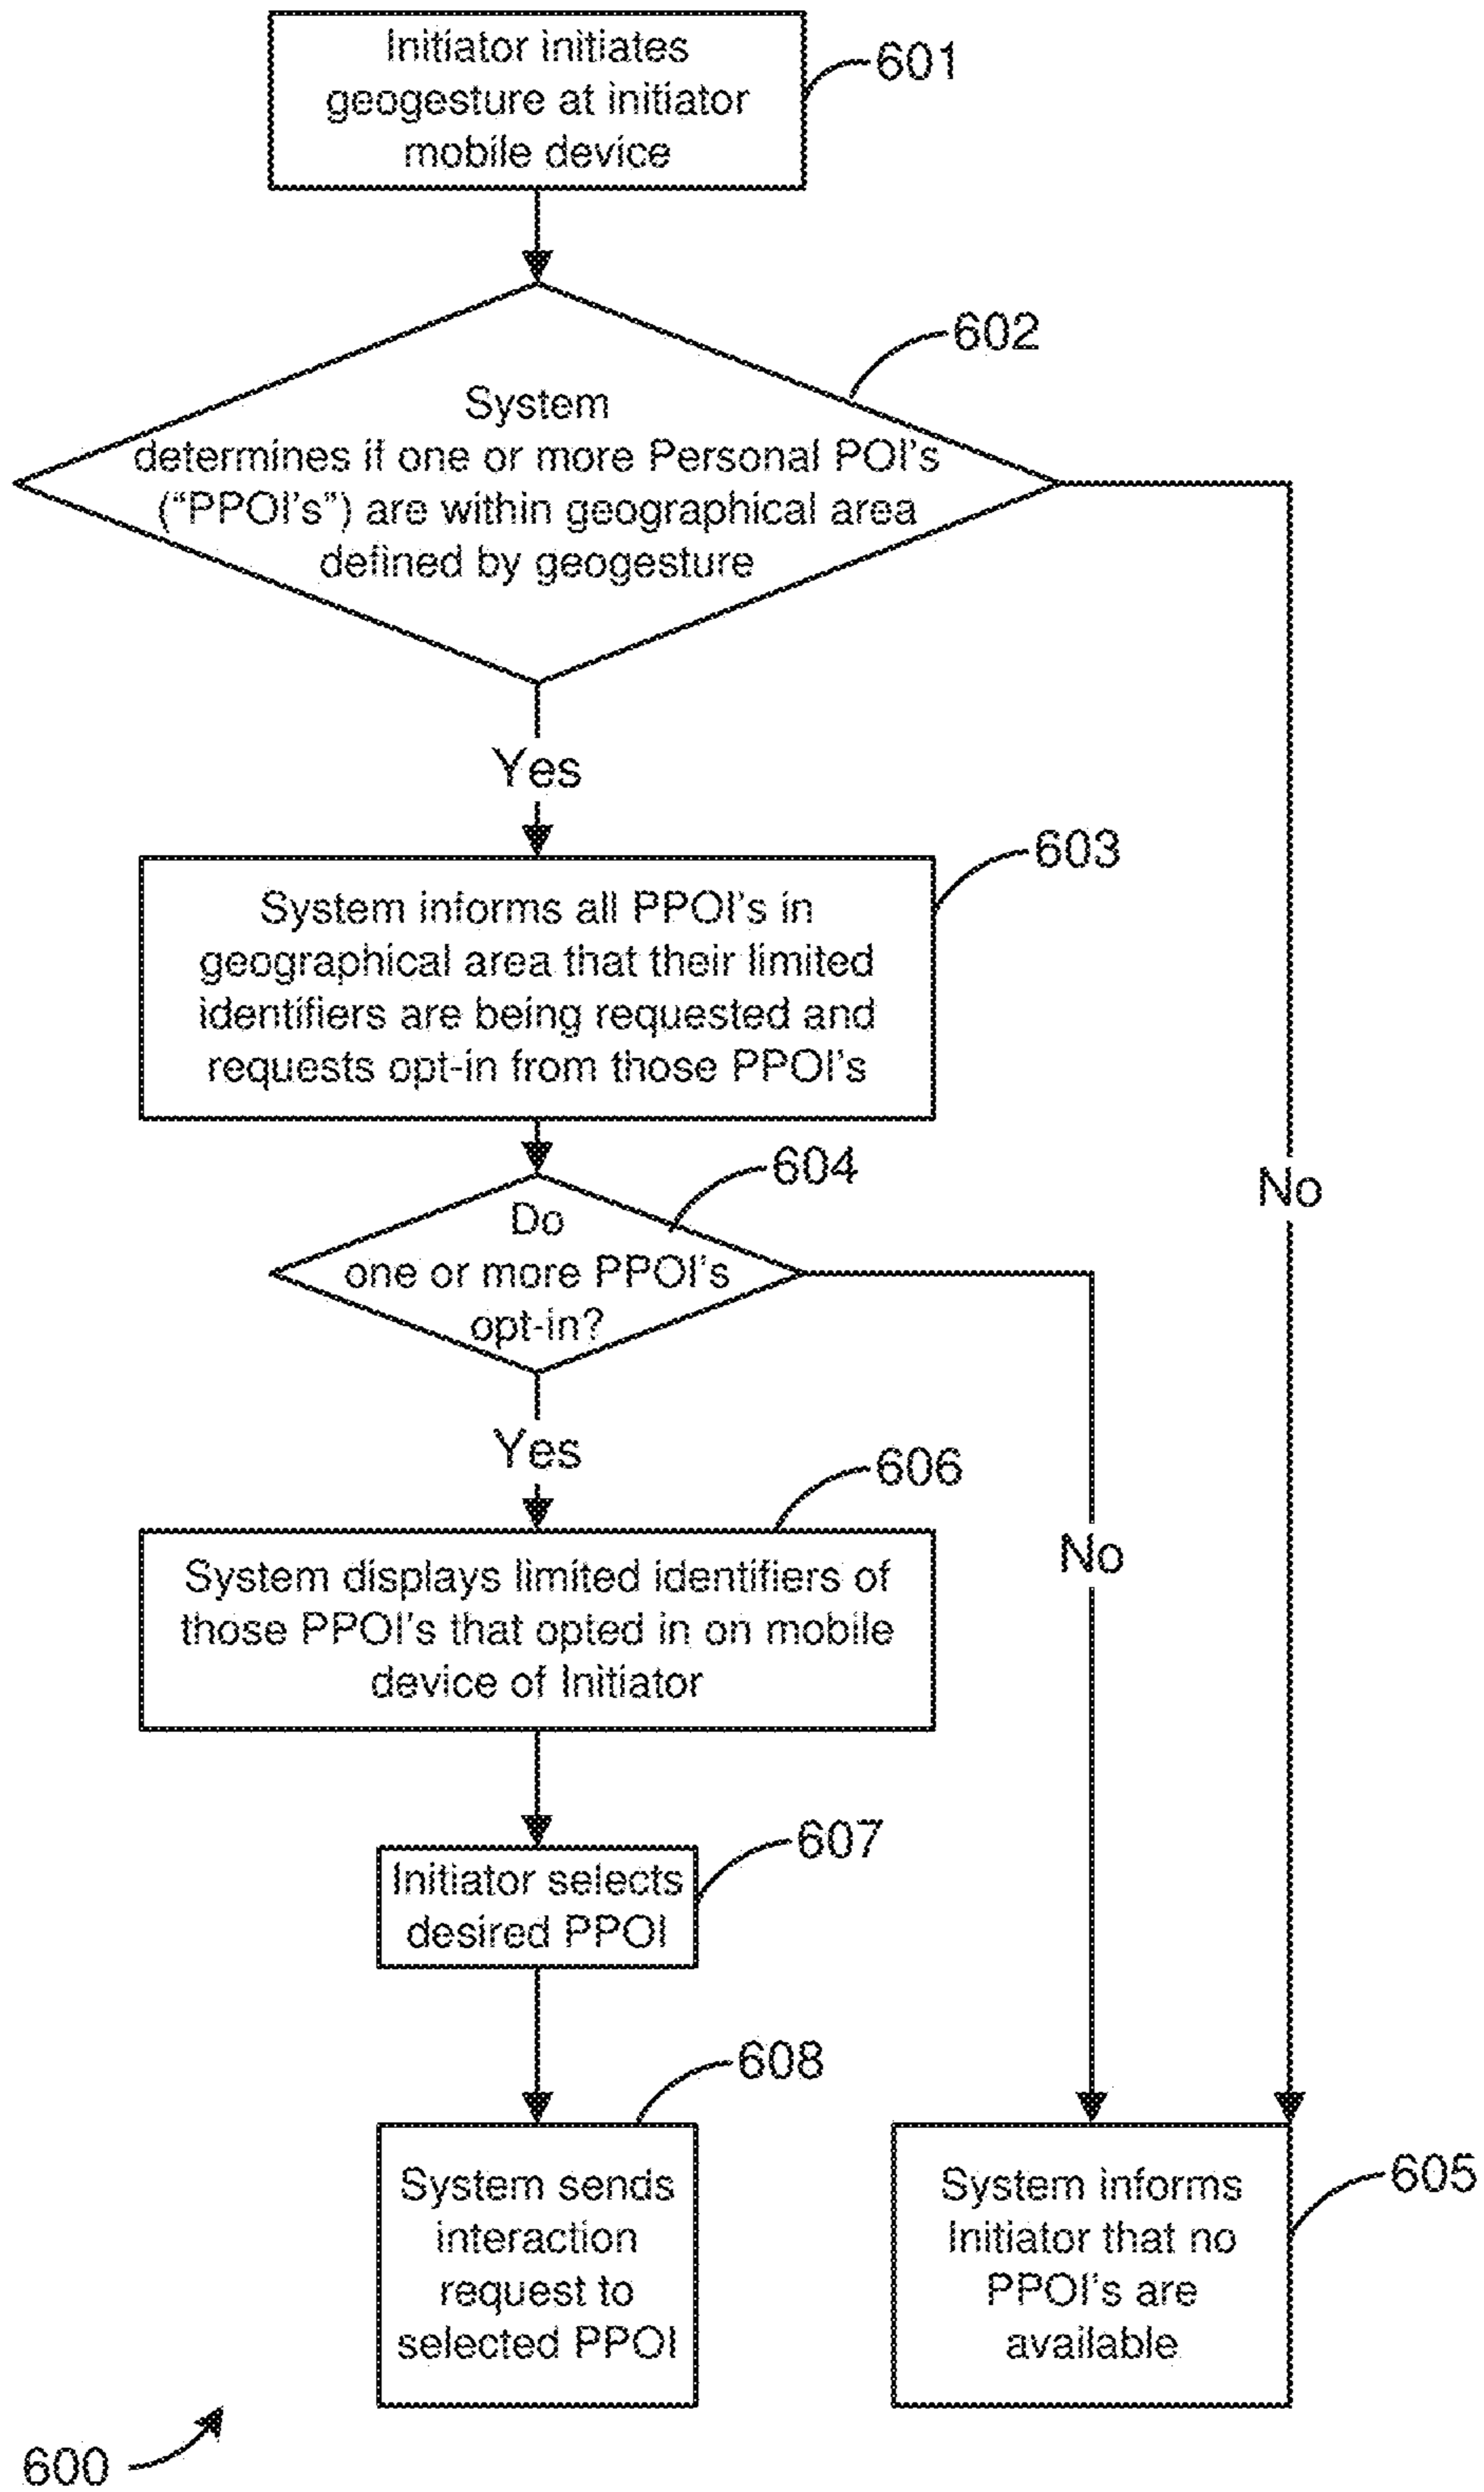 Initiator initiates
geogesture at initiator
mobile device
601
602
System
determines if one or more Personal POI's
("PPOI's") are within geographical area
defined by geogesture
Yes
603
System informs all PPOI's in
geographical area that their limited
identifiers are being requested and
requests opt-in from those PPOI's
604
Do
one or more PPOI's
opt-in?
No
Yes
606
System displays limited identifiers of
those PPOI's that opted in on mobile
device of Initiator
No
607
Initiator selects
desired PPOI
608
System sends
interaction
request to
selected PPOI
605
System informs
Initiator that no
PPOI's are
available
600